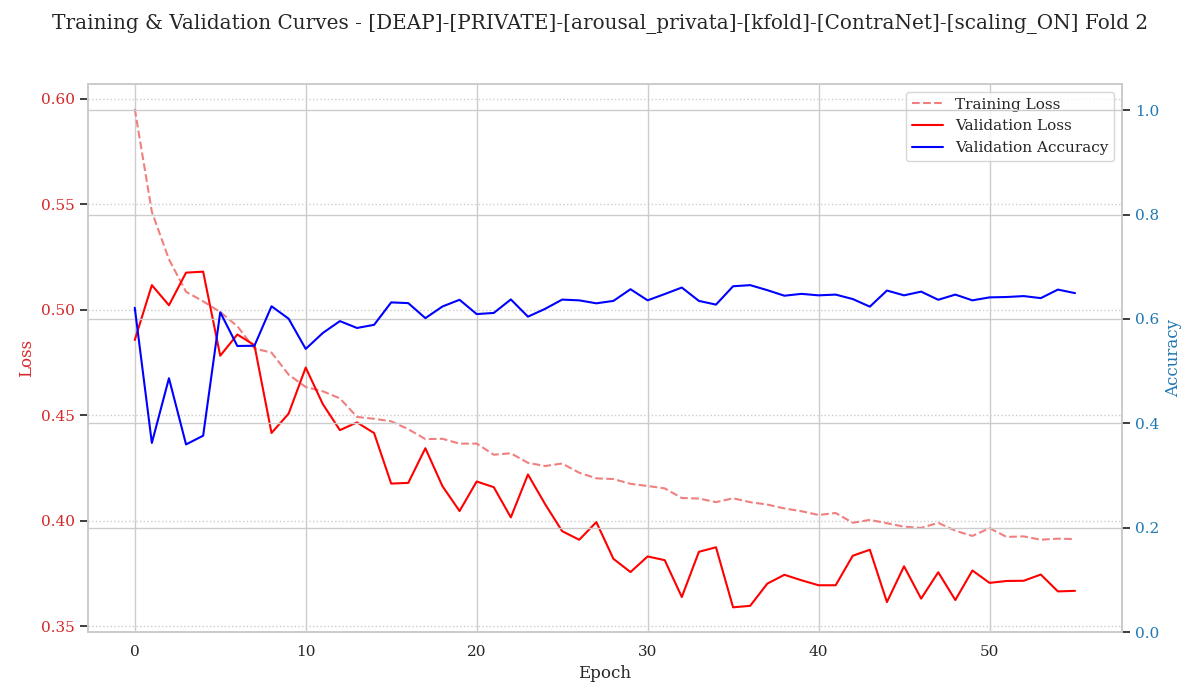 Training & Validation Curves - [DEAP]-[PRIVATE]-[arousal_privata]-[kfold]-[ContraNet]-[scaling_ON] Fold 2
Training Loss
Validation Loss
Validation Accuracy
0.60
0.55
0.50
0.45
0.40
0.35
Loss
1.0
0.8
0.6
0.4
0.2
0.0
Accuracy
0
10
20
30
40
50
Epoch